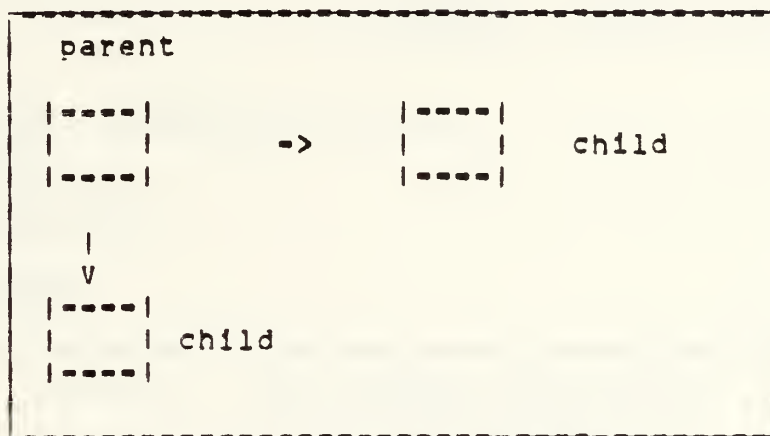 parent
|----| |----|
| | -> | | child
|----| |----|
|
V
|----|
| | child
|----|